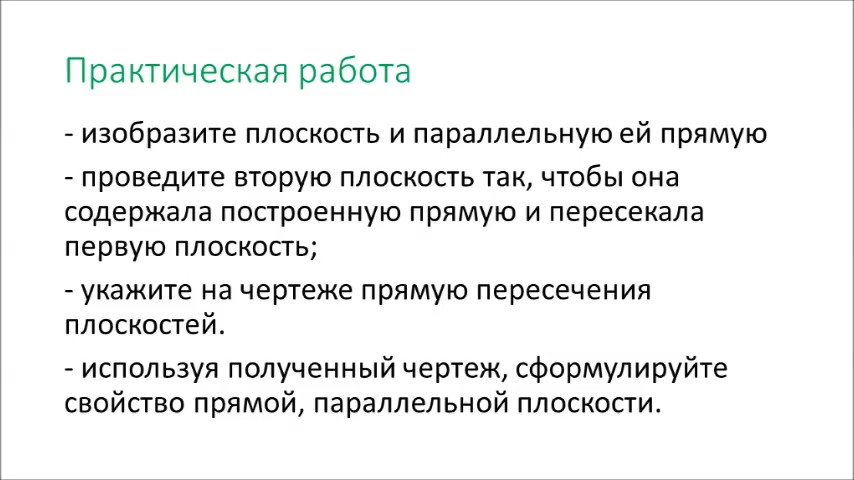 Практическая работа
- изобразите плоскость и параллельную ей прямую
- проведите вторую плоскость так, чтобы она
содержала построенную прямую и пересекала
первую плоскость;
- укажите на чертеже прямую пересечения
плоскостей.
- используя полученный чертеж, сформулируйте
свойство прямой, параллельной плоскости.